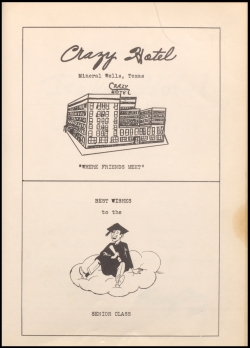 Crazy Hotel
Mineral Wells, Texas
CRAZY
HOTEL
"WHERE FRIENDS MEET"
BEST WISHES
to the
SENIOR CLASS